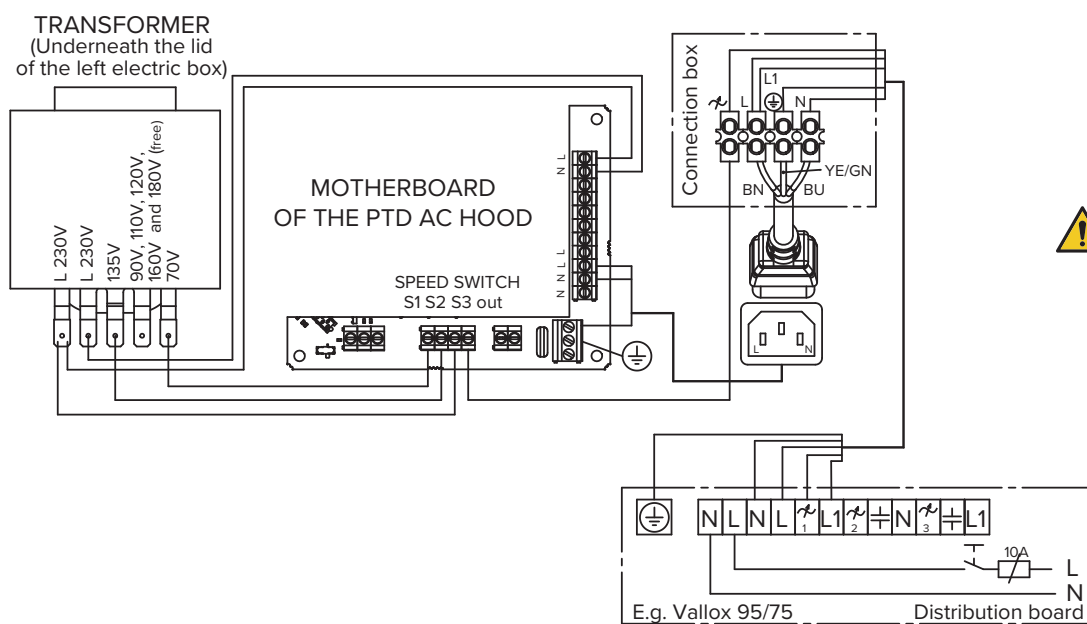 TRANSFORMER
(Underneath the lid
of the left electric box)
L 230V
L 230V
135V
90V, 110V, 120V,
160V and 180V (free)
70V
MOTHERBOARD
OF THE PTD AC HOOD
SPEED SWITCH
S1 S2 S3 out
N L
N N L L
Connection box
L
L1
N
YE/GN
BN
BU
L
N
N L N L 1 L1 2 N 3 L1
10A
L
N
E.g. Vallox 95/75
Distribution board